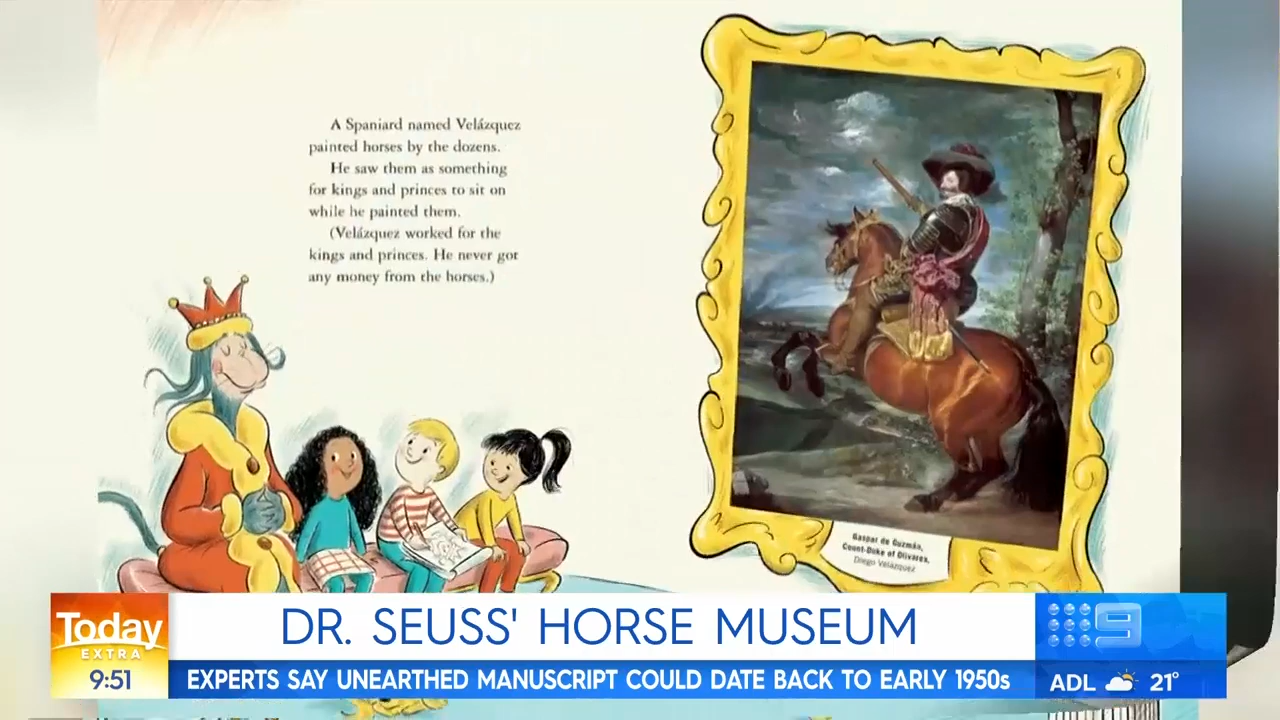 A Spaniard named Velázquez
painted horses by the dozens.
He saw them as something
for kings and princes to sit on
while he painted them.
(Velázquez worked for the
kings and princes. He never got
any money from the horses.)
Gaspar de Guzmán,
Count-Duke of Olivares,
Diego Velázquez
Today
EXTRA
9:51
DR. SEUSS' HORSE MUSEUM
EXPERTS SAY UNEARTHED MANUSCRIPT COULD DATE BACK TO EARLY 1950s
9
ADL 21°